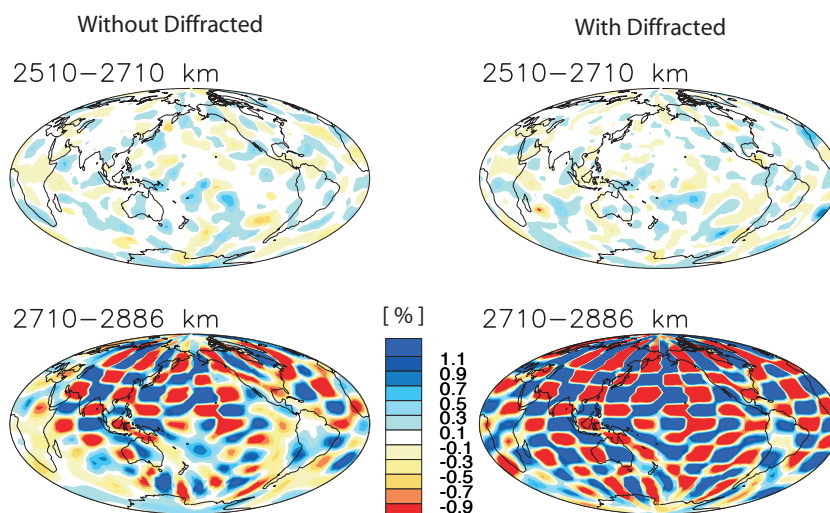 Without Diffracted
With Diffracted
2510–2710 km
2510–2710 km
2710–2886 km
[%]
2710–2886 km
1.1
0.9
0.7
0.5
0.3
0.1
-0.1
-0.3
-0.5
-0.7
-0.9